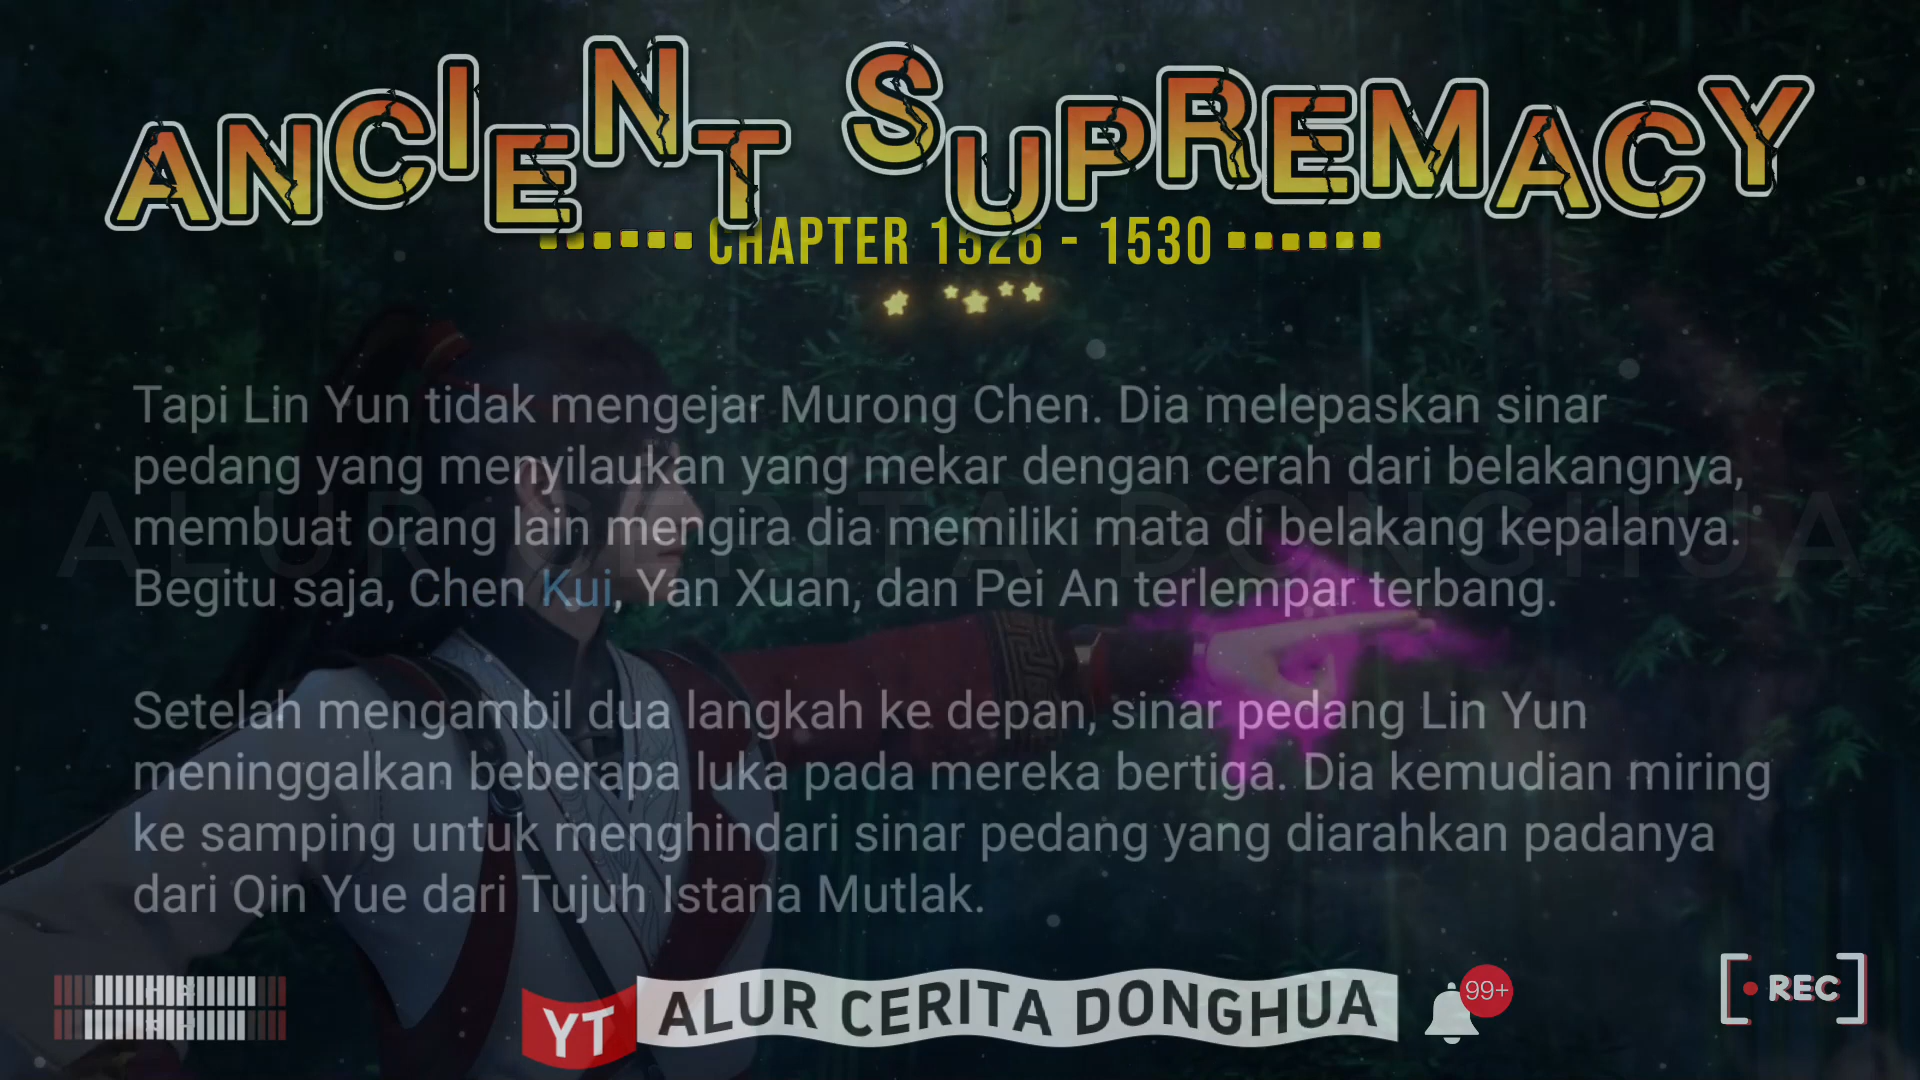 ANCIENT SUPREMACY
CHAPTER 1526 - 1530
Tapi Lin Yun tidak mengejar Murong Chen. Dia melepaskan sinar
pedang yang menyilaukan yang mekar dengan cerah dari belakangnya,
ALUR CERITA DONGHUA
membuat orang lain mengira dia memiliki mata di belakang kepalanya.
Begitu saja, Chen Kui, Yan Xuan, dan Pei An terlempar terbang.
Setelah mengambil dua langkah ke depan, sinar pedang Lin Yun
meninggalkan beberapa luka pada mereka bertiga. Dia kemudian miring
ke samping untuk menghindari sinar pedang yang diarahkan padanya
dari Qin Yue dari Tujuh Istana Mutlak.
YT ALUR CERITA DONGHUA
99+
REC